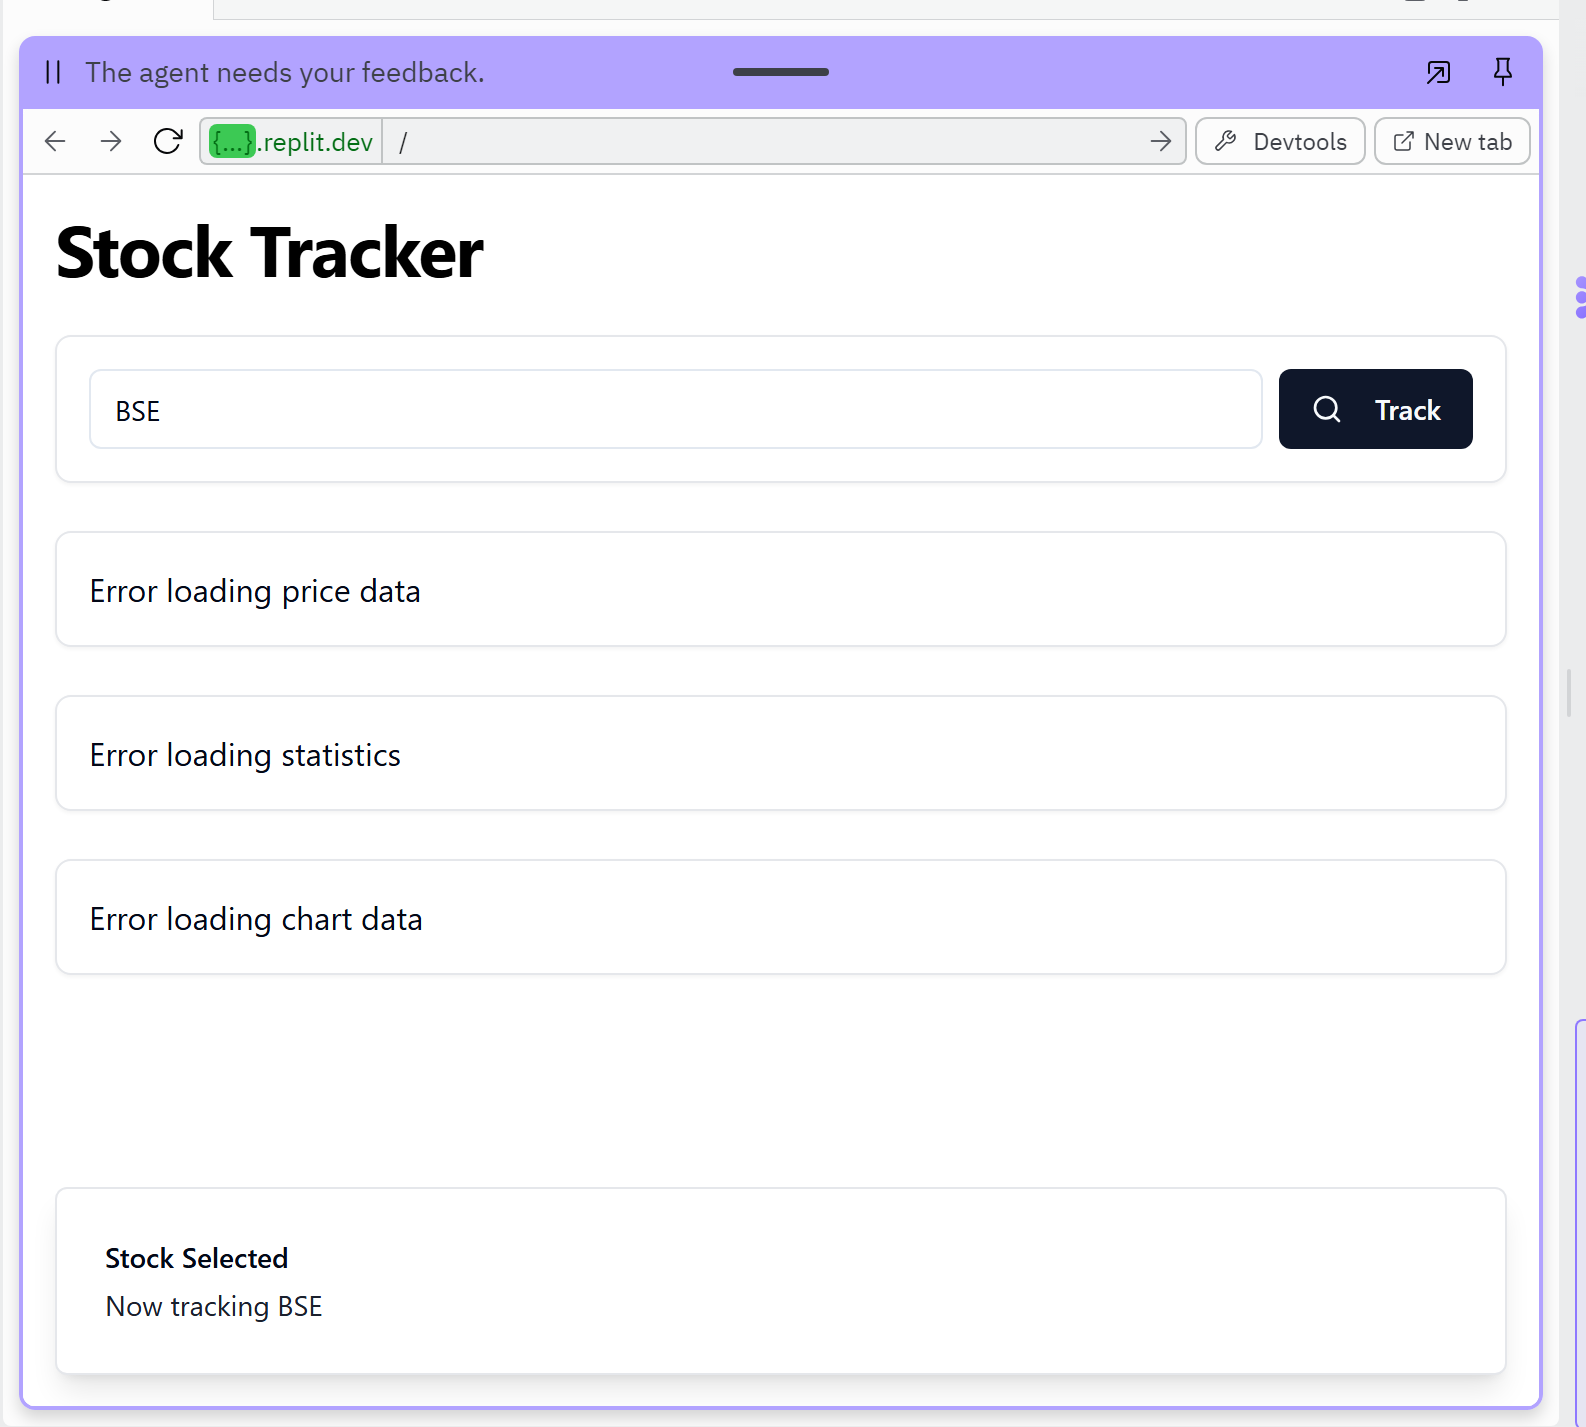 The agent needs your feedback.
{...}.replit.dev /
Devtools
New tab
Stock Tracker
BSE
Track
Error loading price data
Error loading statistics
Error loading chart data
Stock Selected
Now tracking BSE